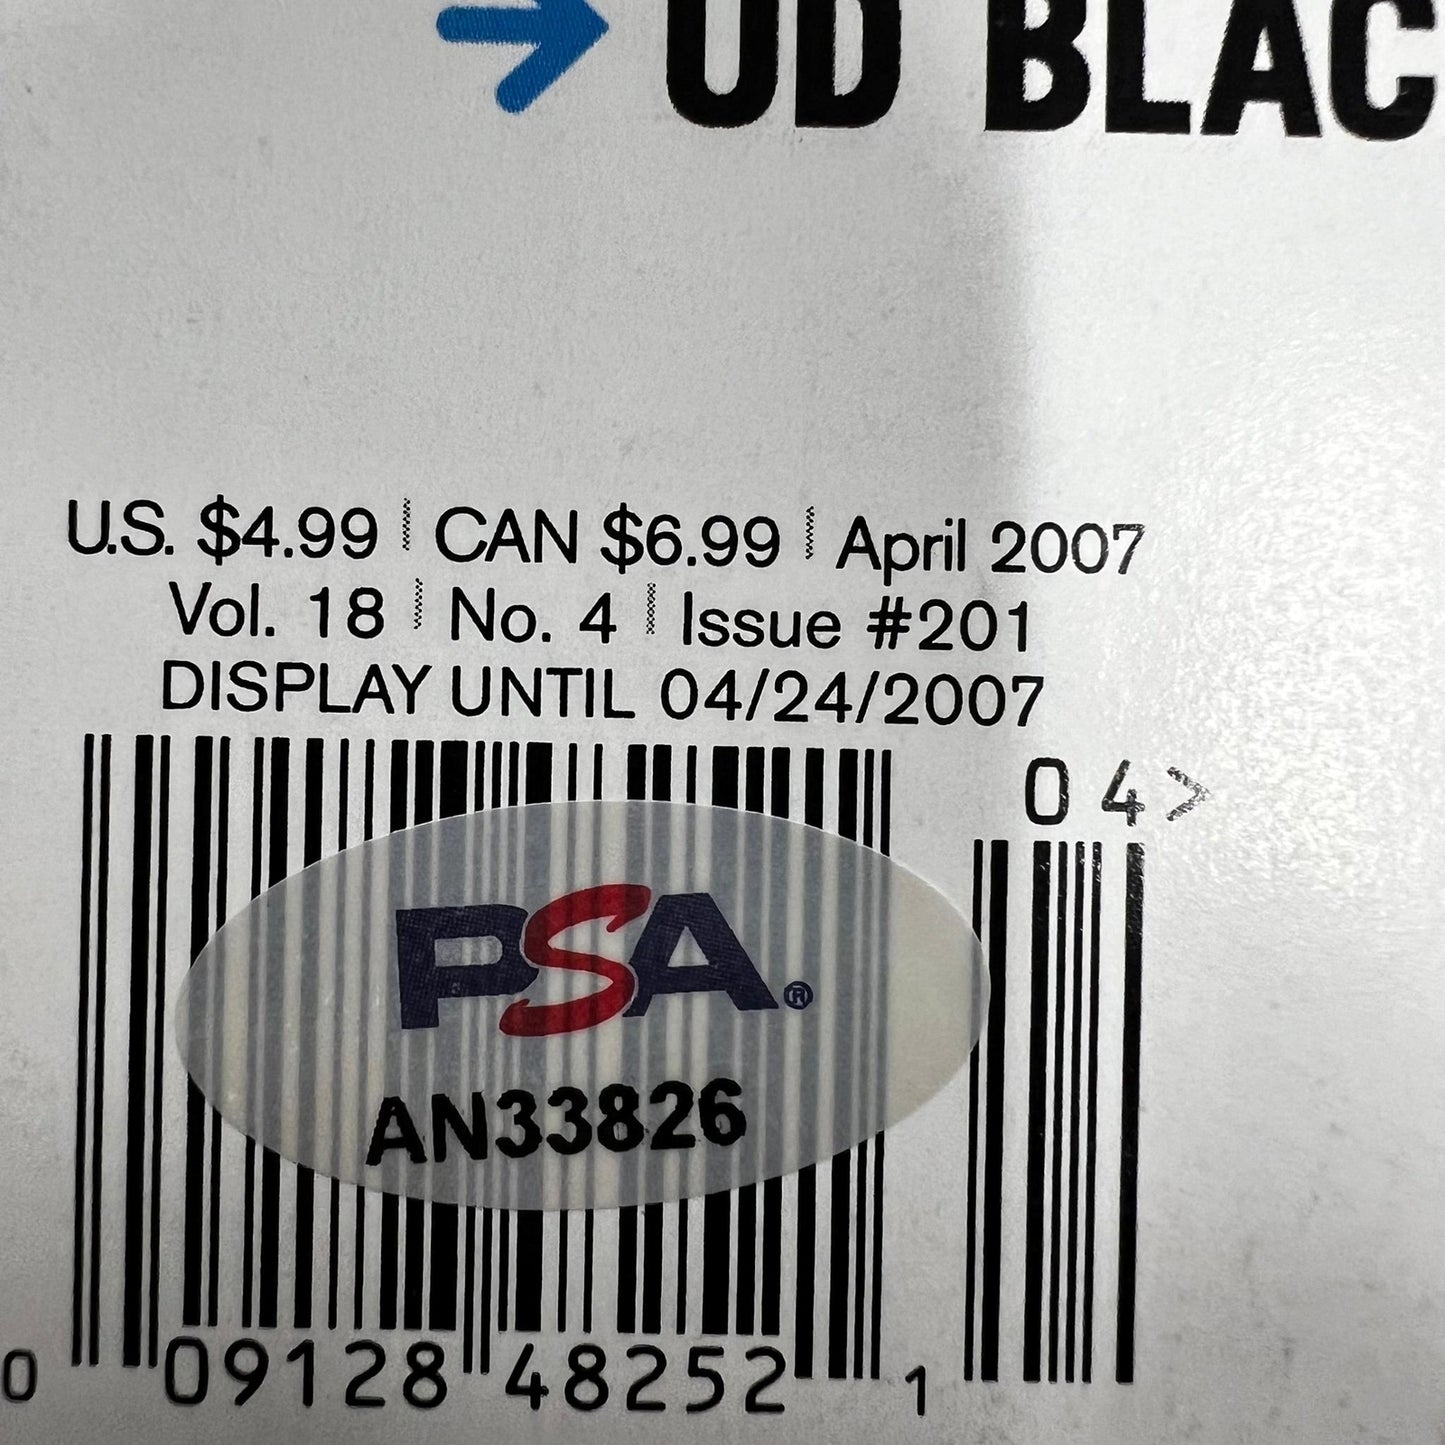 UD BLAC
U.S. $4.99 | CAN $6.99 | April 2007
Vol. 18 | No. 4 | Issue #201
DISPLAY UNTIL 04/24/2007
04>
PSA®
AN33826
0 09128 48252 1